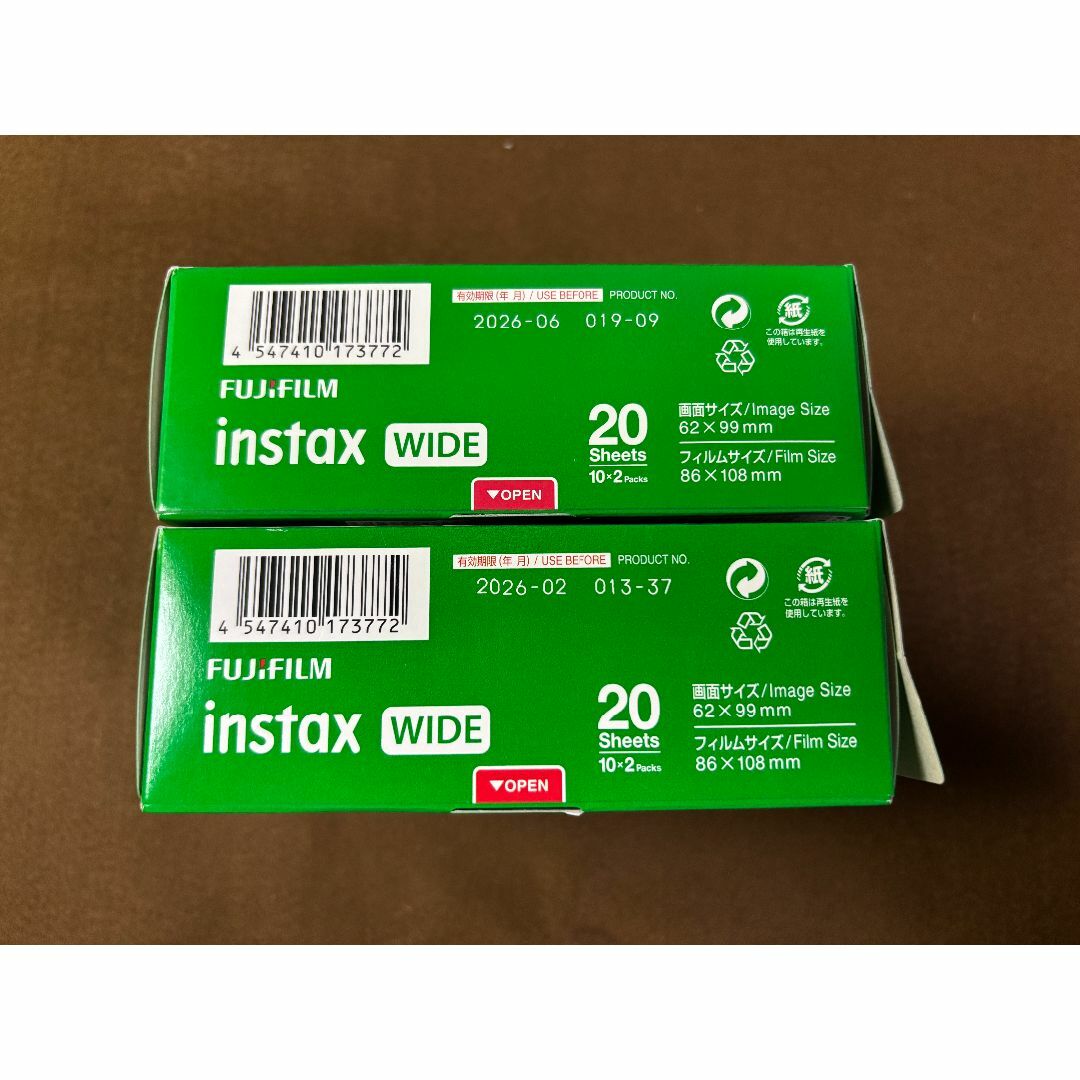 有効期限(年 月) / USE BEFORE PRODUCT NO.
2026-06 019-09
紙
この箱は再生紙を
使用しています。
4 547410 173772
FUJIFILM
instax WIDE
20
Sheets
10×2 Packs
画面サイズ/Image Size
62×99mm
フィルムサイズ/Film Size
86×108mm
▼OPEN
有効期限(年 月) / USE BEFORE PRODUCT NO.
2026-02 013-37
紙
この箱は再生紙を
使用しています。
4 547410 173772
FUJIFILM
instax WIDE
20
Sheets
10×2 Packs
画面サイズ/Image Size
62×99mm
フィルムサイズ/Film Size
86×108mm
▼OPEN